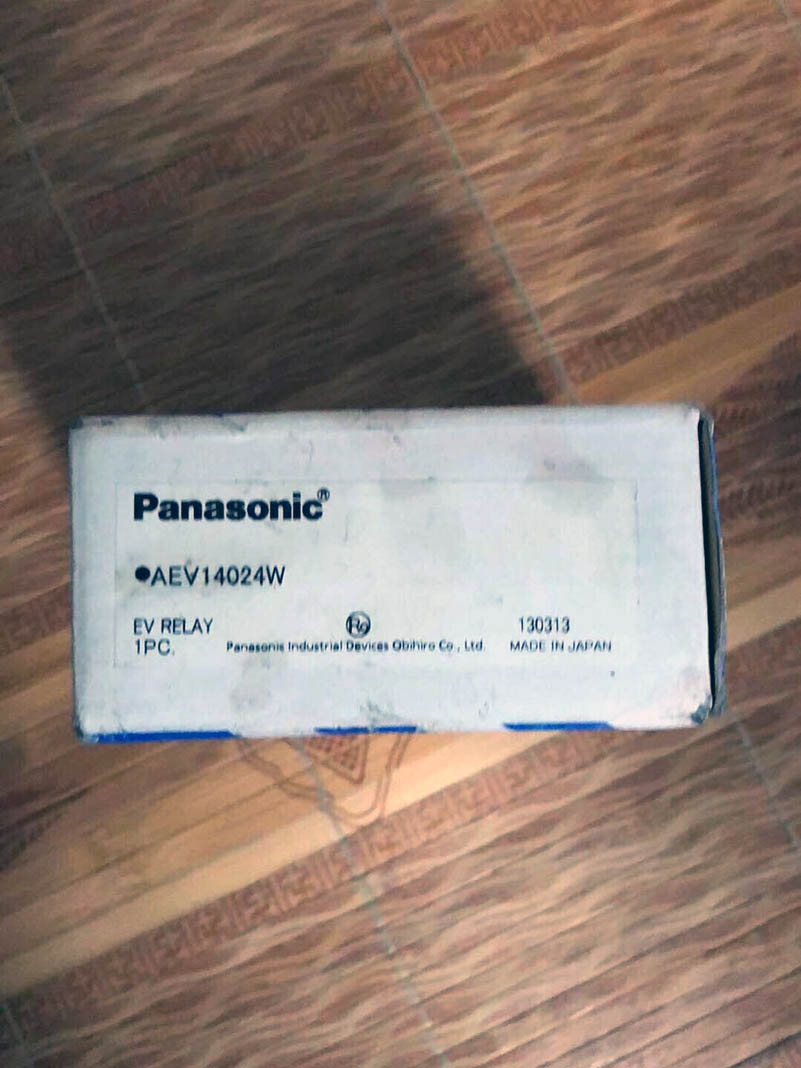 Panasonic®
●AEV14024W
EV RELAY 130313
1PC. Panasonic Industrial Devices Obihiro Co., Ltd. MADE IN JAPAN